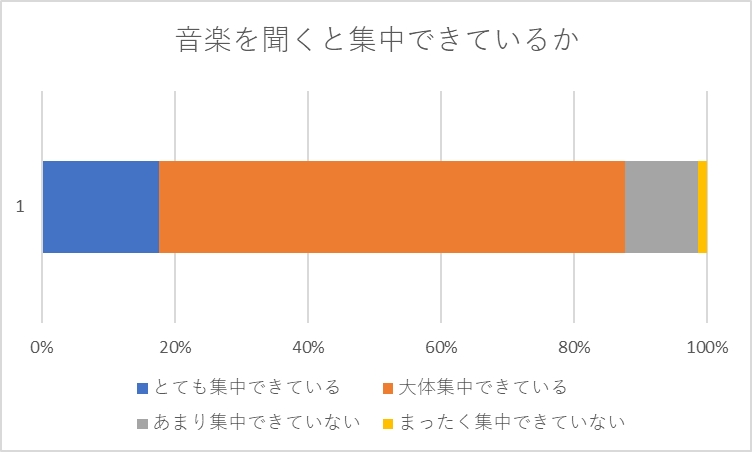 音楽を聞くと集中できているか
1
0% 20% 40% 60% 80% 100%
とても集中できている 大体集中できている
あまり集中できていない まったく集中できていない